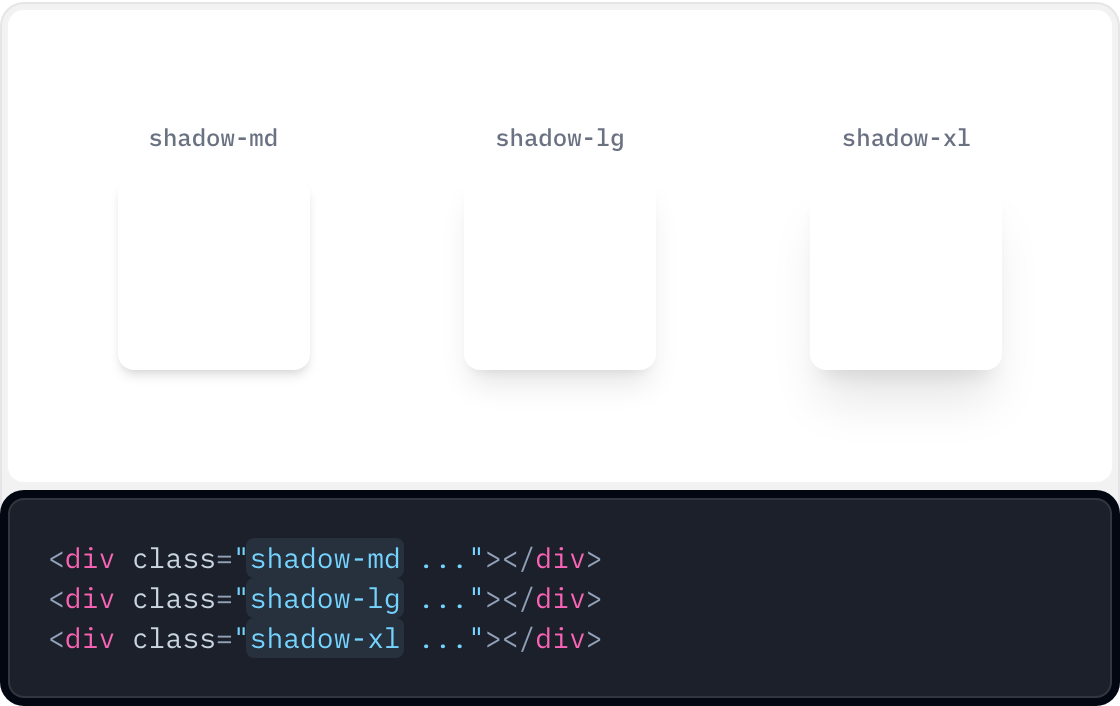 shadow-md shadow-lg shadow-xl
<div class="shadow-md ..."></div>
<div class="shadow-lg ..."></div>
<div class="shadow-xl ..."></div>